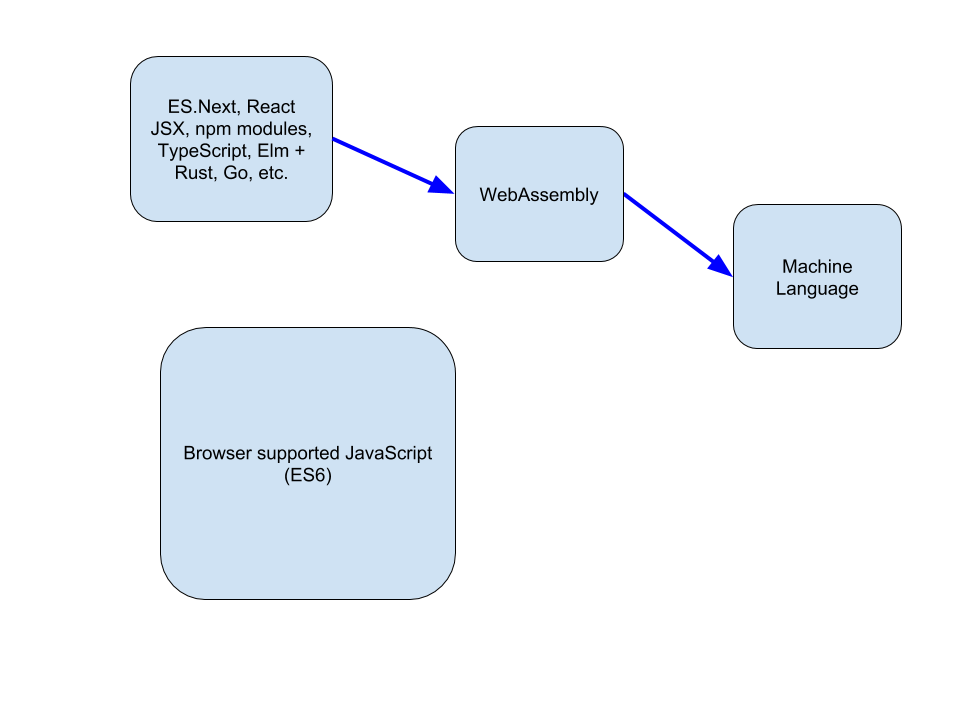 ES.Next, React
JSX, npm modules,
TypeScript, Elm +
Rust, Go, etc.
WebAssembly
Machine
Language
Browser supported JavaScript
(ES6)